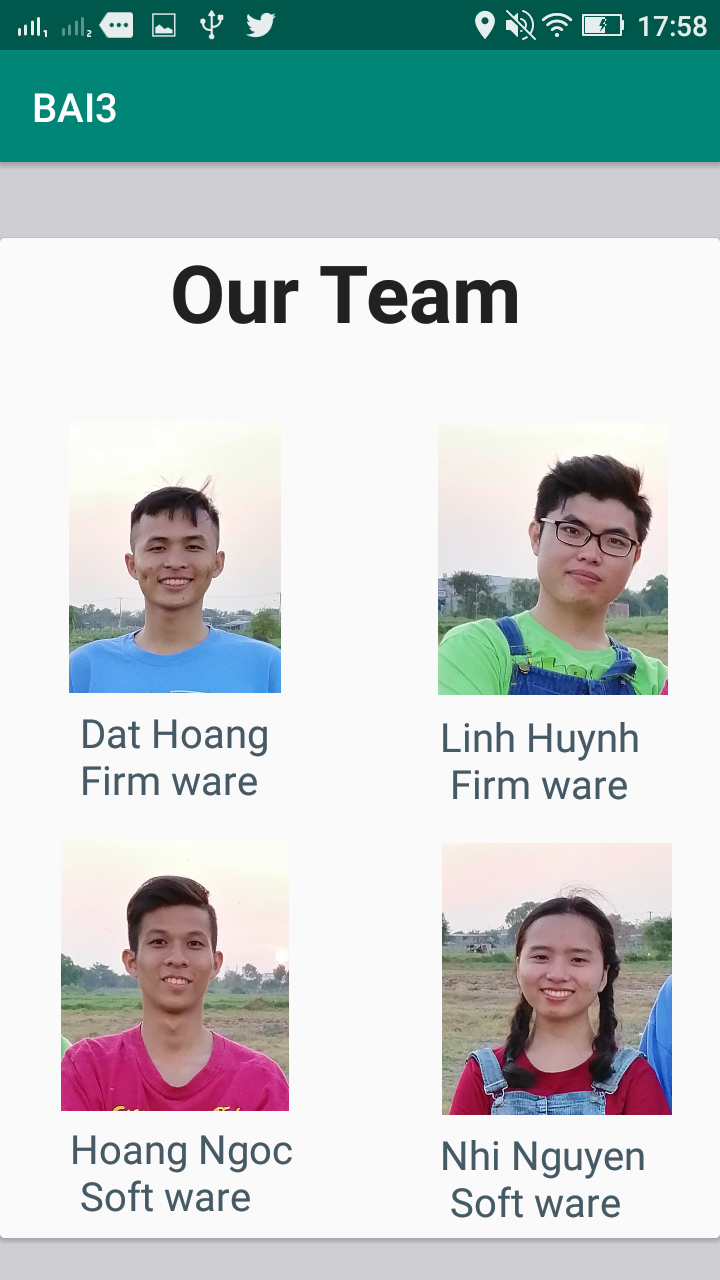 17:58
BAI3
Our Team
Dat Hoang
Firm ware
Linh Huynh
Firm ware
Hoang Ngoc
Soft ware
Nhi Nguyen
Soft ware